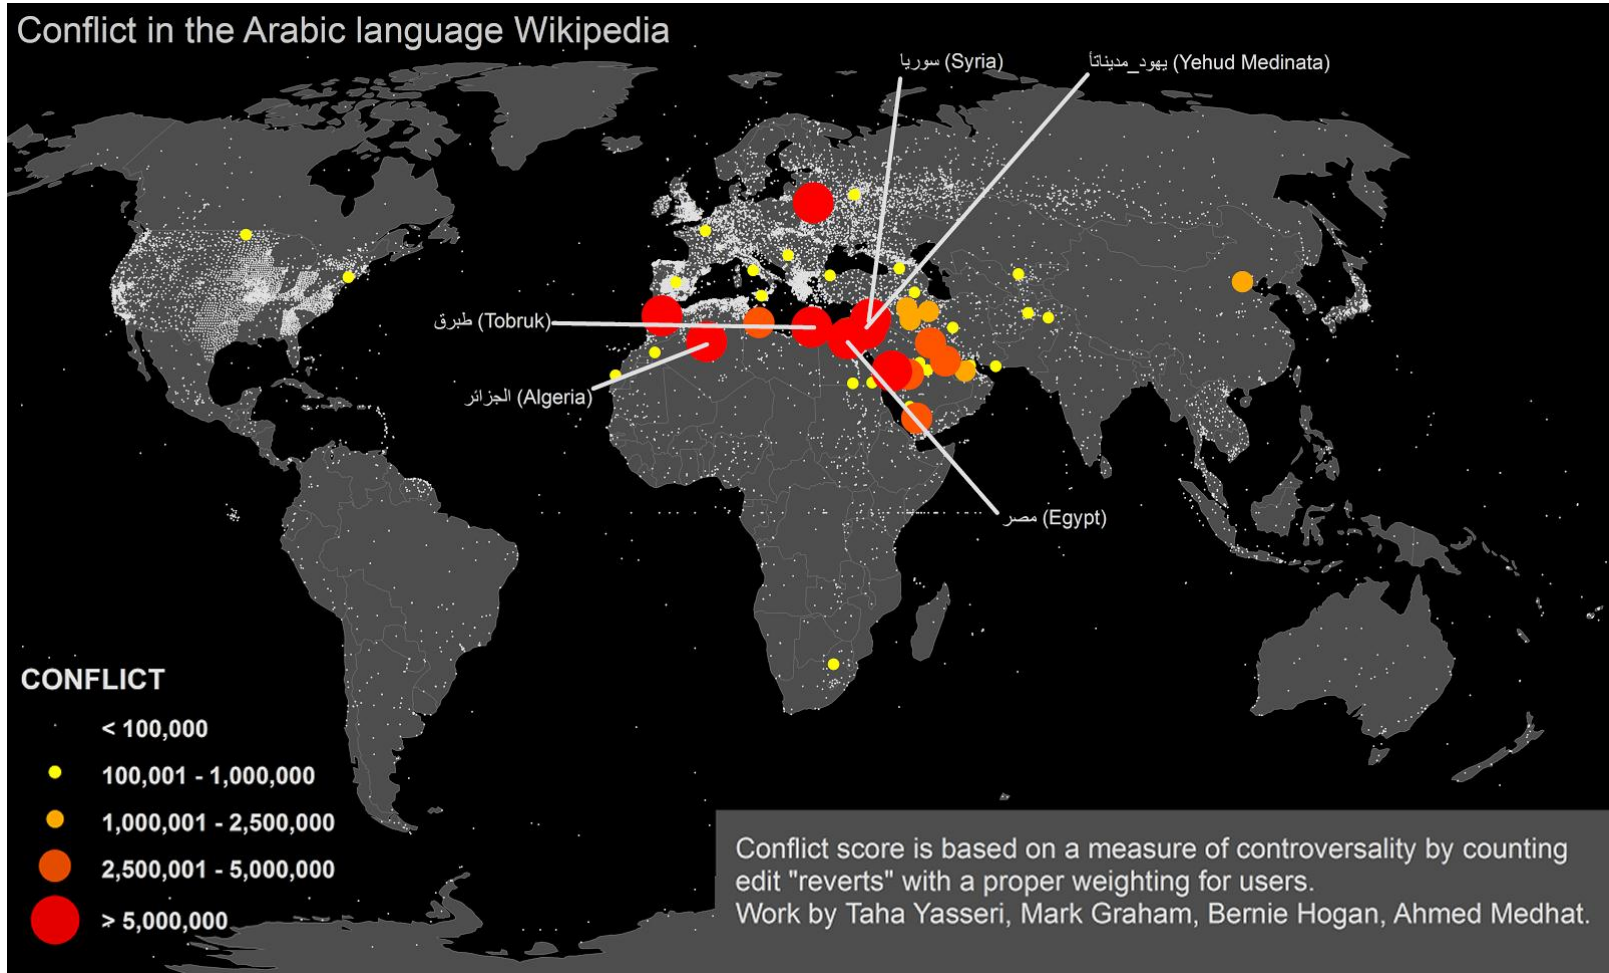 Conflict in the Arabic language Wikipedia
سوريا (Syria)
يهود_مديناتأ (Yehud Medinata)
طبرق (Tobruk)
الجزائر (Algeria)
مصر (Egypt)
CONFLICT
< 100,000
100,001 - 1,000,000
1,000,001 - 2,500,000
2,500,001 - 5,000,000
> 5,000,000
Conflict score is based on a measure of controversality by counting
edit "reverts" with a proper weighting for users.
Work by Taha Yasseri, Mark Graham, Bernie Hogan, Ahmed Medhat.